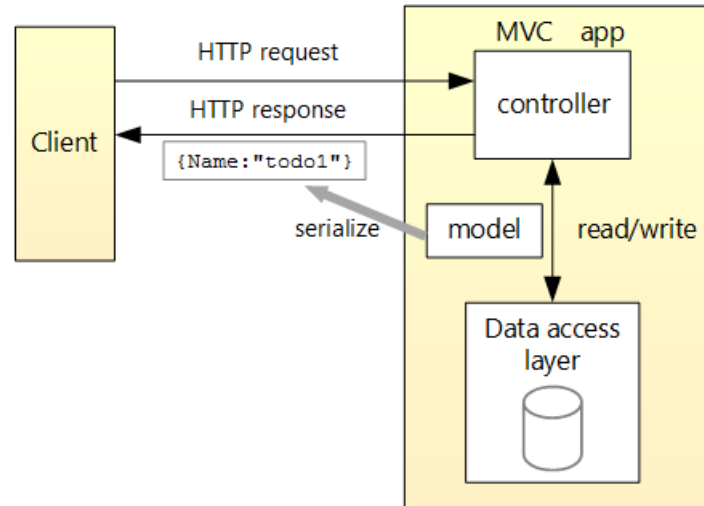 MVC app
HTTP request
controller
HTTP response
Client
{Name:"todo1"}
serialize
model
read/write
Data access
layer